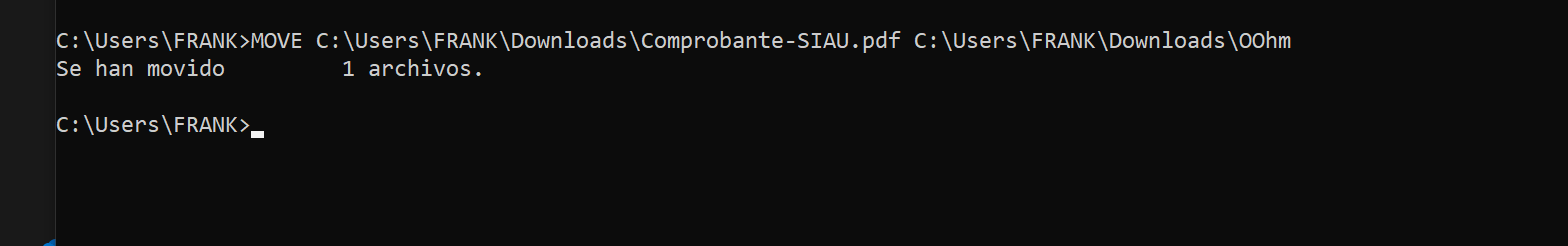 C:\Users\FRANK>MOVE C:\Users\FRANK\Downloads\Comprobante-SIAU.pdf C:\Users\FRANK\Downloads\OOhm
Se han movido         1 archivos.
C:\Users\FRANK>